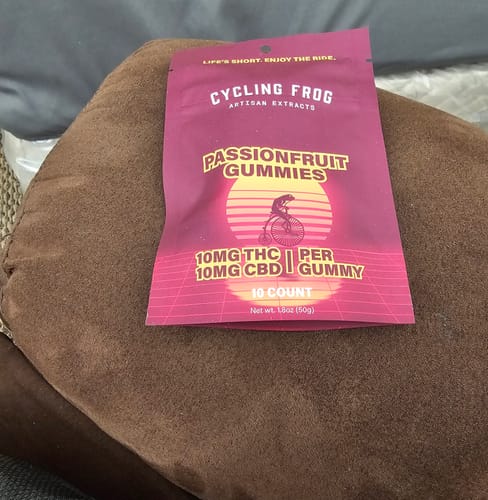 LIFE'S SHORT. ENJOY THE RIDE.
CYCLING FROG
ARTISAN EXTRACTS
PASSIONFRUIT
GUMMIES
10MG THC | PER
10MG CBD | GUMMY
10 COUNT
Net wt. 1.8oz (50g)